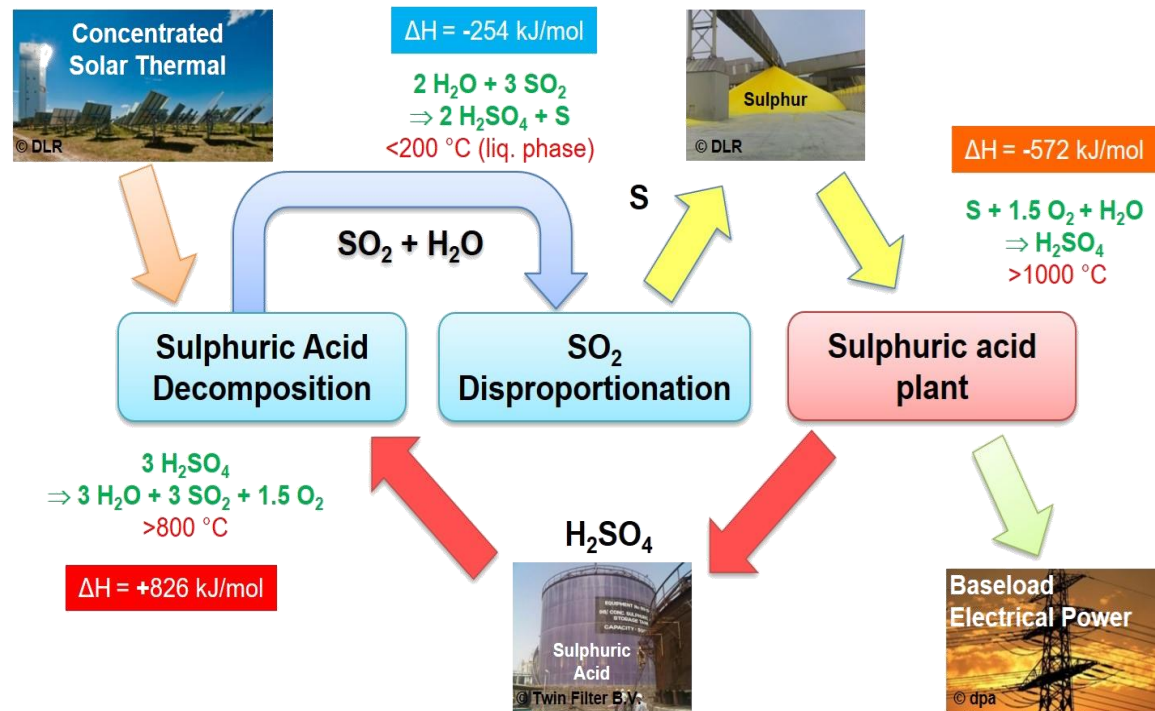 Concentrated
Solar Thermal
© DLR
ΔH = -254 kJ/mol
2 H₂O + 3 SO₂
⇒ 2 H₂SO₄ + S
<200 °C (liq. phase)
Sulphur
© DLR
ΔH = -572 kJ/mol
S + 1.5 O₂ + H₂O
⇒ H₂SO₄
>1000 °C
S
SO₂ + H₂O
Sulphuric Acid
Decomposition
SO₂
Disproportionation
Sulphuric acid
plant
3 H₂SO₄
⇒ 3 H₂O + 3 SO₂ + 1.5 O₂
>800 °C
ΔH = +826 kJ/mol
H₂SO₄
STORAGE TANK
Sulphuric
Acid
© Twin Filter B.V.
Baseload
Electrical Power
© dpa